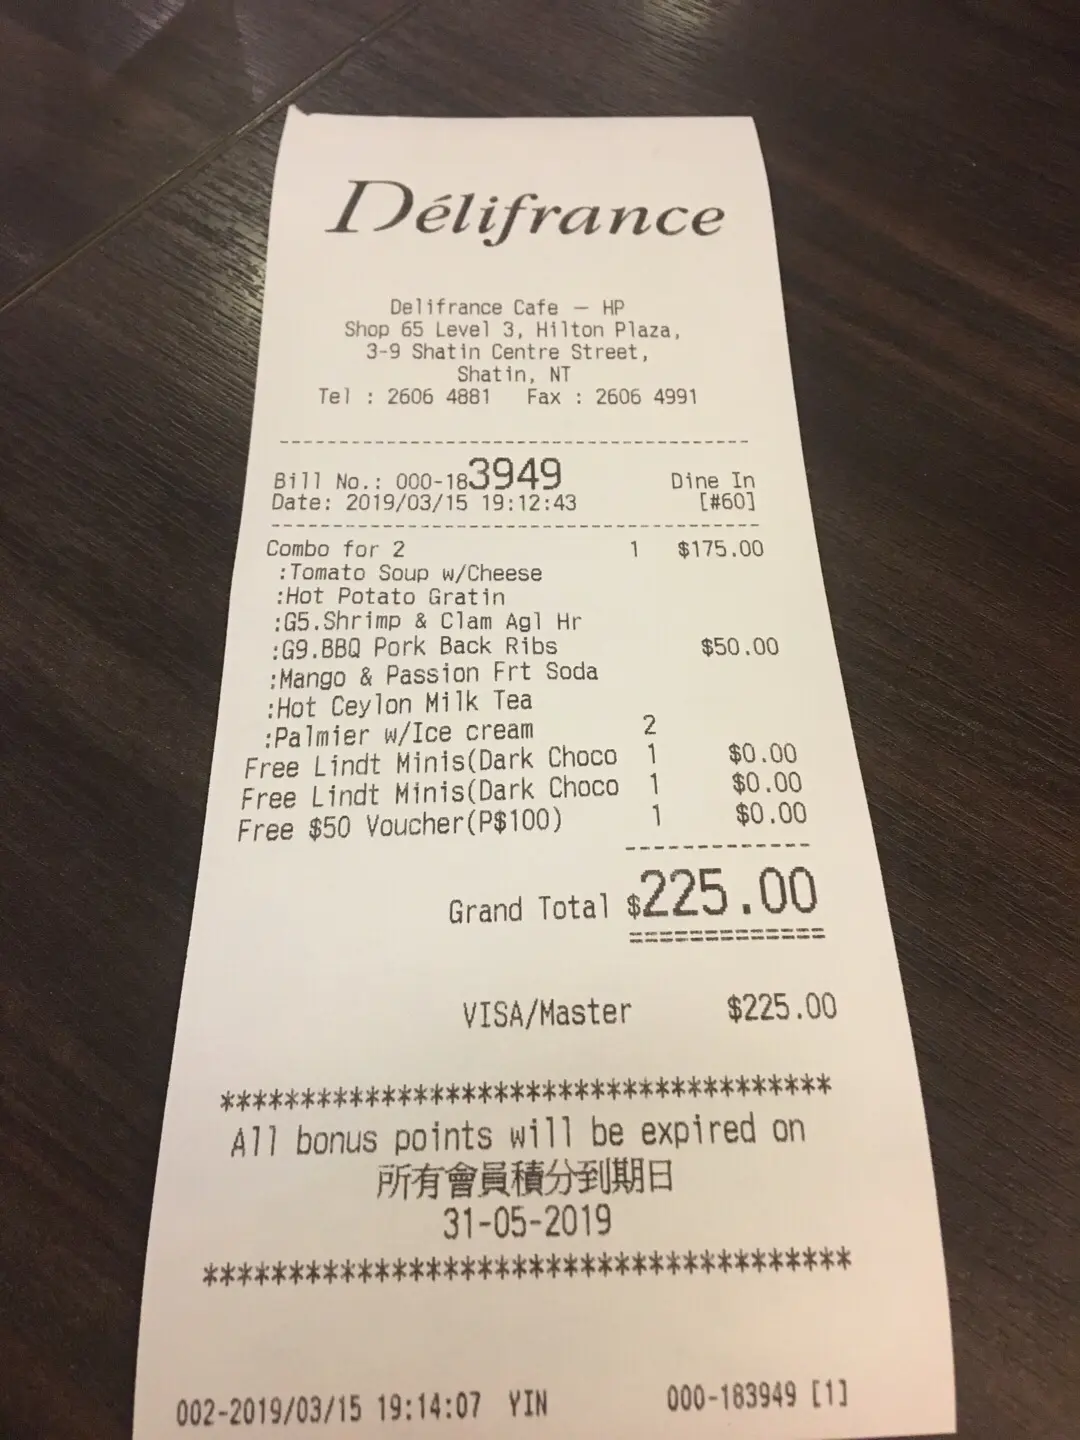 Délifrance
Delifrance Cafe – HP
Shop 65 Level 3, Hilton Plaza,
3-9 Shatin Centre Street,
Shatin, NT
Tel : 2606 4881 Fax : 2606 4991
Bill No.: 000-183949 Dine In
Date: 2019/03/15 19:12:43 [#60]
Combo for 2 1 $175.00
:Tomato Soup w/Cheese
:Hot Potato Gratin
:G5.Shrimp & Clam Agl Hr
:G9.BBQ Pork Back Ribs $50.00
:Mango & Passion Frt Soda
:Hot Ceylon Milk Tea
:Palmier w/Ice cream 2
Free Lindt Minis(Dark Choco 1 $0.00
Free Lindt Minis(Dark Choco 1 $0.00
Free $50 Voucher(P$100) 1 $0.00
Grand Total $225.00
VISA/Master $225.00
**************************************
All bonus points will be expired on
所有會員積分到期日
31-05-2019
**************************************
002-2019/03/15 19:14:07 YIN 000-183949 [1]